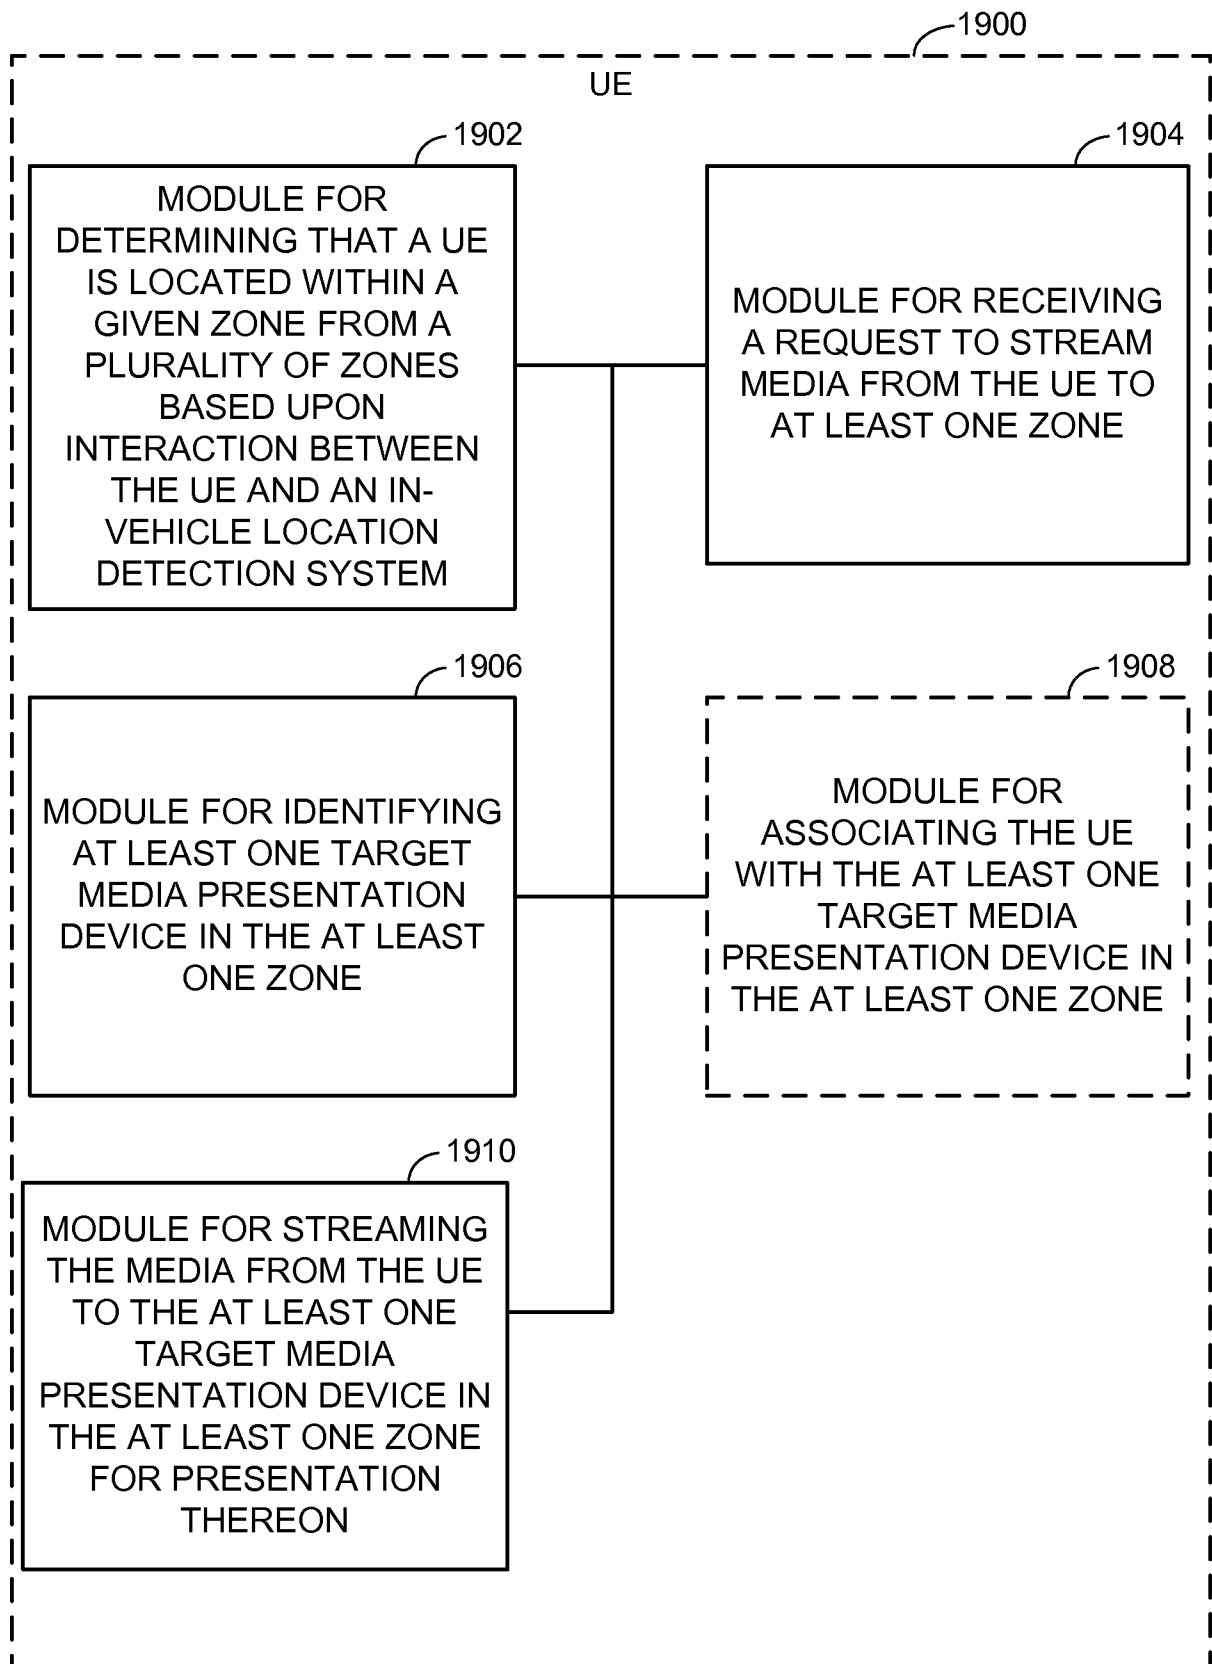 1900
UE
1902
MODULE FOR
DETERMINING THAT A UE
IS LOCATED WITHIN A
GIVEN ZONE FROM A
PLURALITY OF ZONES
BASED UPON
INTERACTION BETWEEN
THE UE AND AN IN-
VEHICLE LOCATION
DETECTION SYSTEM
1904
MODULE FOR RECEIVING
A REQUEST TO STREAM
MEDIA FROM THE UE TO
AT LEAST ONE ZONE
1906
MODULE FOR IDENTIFYING
AT LEAST ONE TARGET
MEDIA PRESENTATION
DEVICE IN THE AT LEAST
ONE ZONE
1908
MODULE FOR
ASSOCIATING THE UE
WITH THE AT LEAST ONE
TARGET MEDIA
PRESENTATION DEVICE IN
THE AT LEAST ONE ZONE
1910
MODULE FOR STREAMING
THE MEDIA FROM THE UE
TO THE AT LEAST ONE
TARGET MEDIA
PRESENTATION DEVICE IN
THE AT LEAST ONE ZONE
FOR PRESENTATION
THEREON